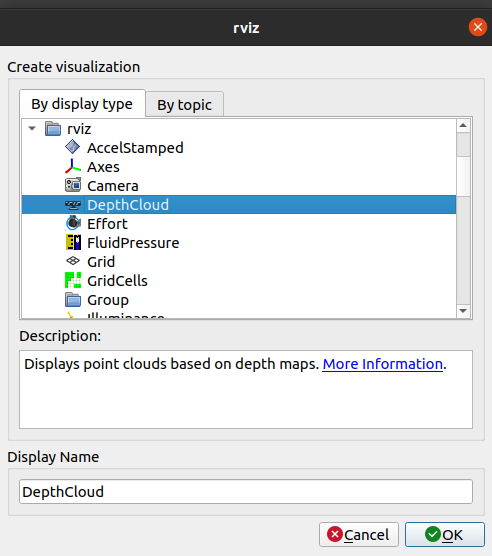 rviz
Create visualization
By display type
By topic
rviz
AccelStamped
Axes
Camera
DepthCloud
Effort
FluidPressure
Grid
GridCells
Group
Illuminance
Description:
Displays point clouds based on depth maps. More Information.
Display Name
DepthCloud
Cancel
OK